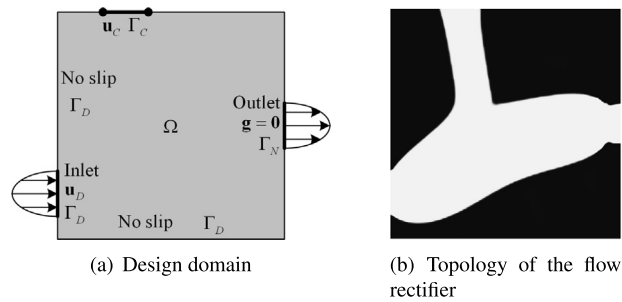 u_C Γ_C
No slip
Γ_D
Outlet
g = 0
Γ_N
Ω
Inlet
u_D
Γ_D
No slip Γ_D
(a) Design domain
(b) Topology of the flow
rectifier